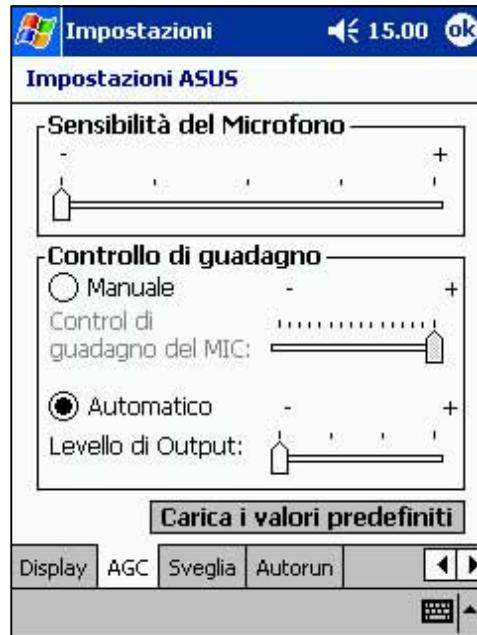 Impostazioni 15.00 ok
Impostazioni ASUS
Sensibilità del Microfono
- +
Controllo di guadagno
Manuale - +
Control di
guadagno del MIC:
Automatico - +
Levello di Output:
Carica i valori predefiniti
Display AGC Sveglia Autorun